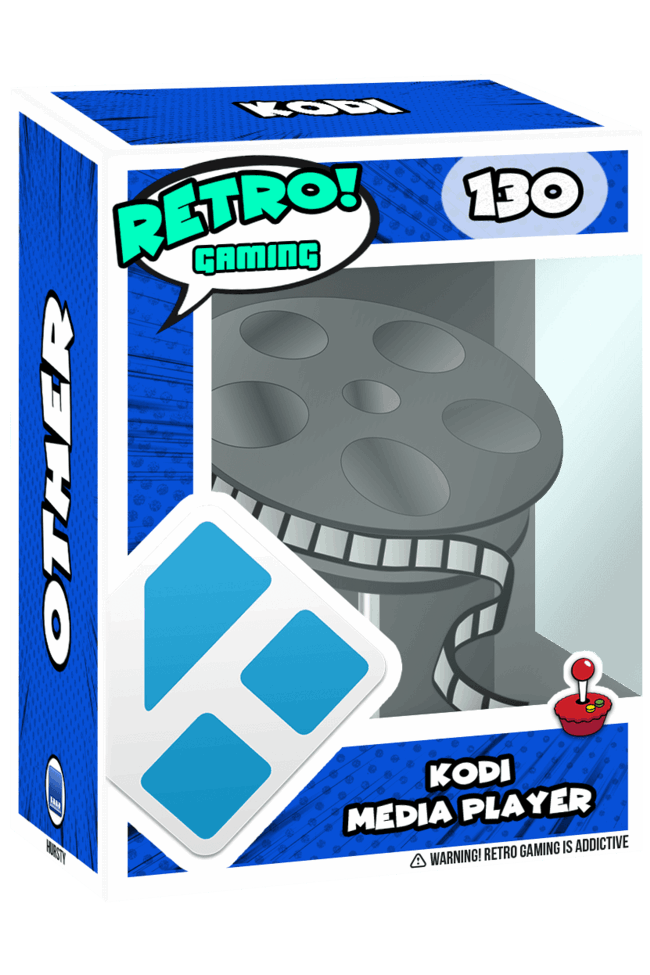 KODI
RETRO!
GAMING
130
OTHER
KODI
MEDIA PLAYER
WARNING! RETRO GAMING IS ADDICTIVE
HURSTY